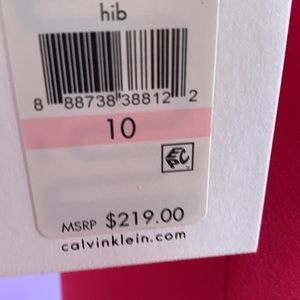 hib
8 88738 38812 2
10
MSRP $219.00
calvinklein.com